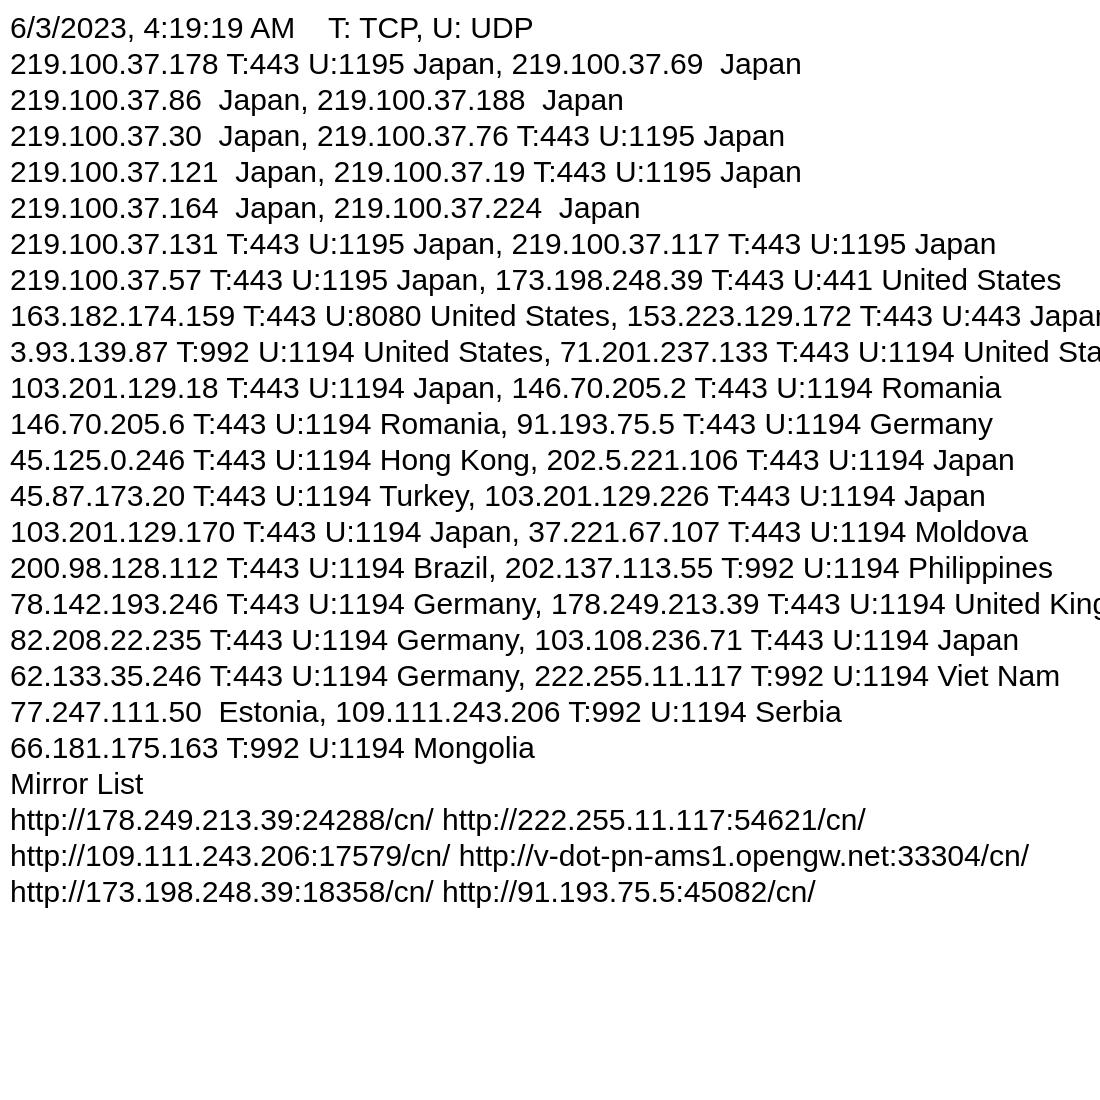 6/3/2023, 4:19:19 AM    T: TCP, U: UDP
219.100.37.178 T:443 U:1195 Japan, 219.100.37.69  Japan
219.100.37.86  Japan, 219.100.37.188  Japan
219.100.37.30  Japan, 219.100.37.76 T:443 U:1195 Japan
219.100.37.121  Japan, 219.100.37.19 T:443 U:1195 Japan
219.100.37.164  Japan, 219.100.37.224  Japan
219.100.37.131 T:443 U:1195 Japan, 219.100.37.117 T:443 U:1195 Japan
219.100.37.57 T:443 U:1195 Japan, 173.198.248.39 T:443 U:441 United States
163.182.174.159 T:443 U:8080 United States, 153.223.129.172 T:443 U:443 Japan
3.93.139.87 T:992 U:1194 United States, 71.201.237.133 T:443 U:1194 United Sta
103.201.129.18 T:443 U:1194 Japan, 146.70.205.2 T:443 U:1194 Romania
146.70.205.6 T:443 U:1194 Romania, 91.193.75.5 T:443 U:1194 Germany
45.125.0.246 T:443 U:1194 Hong Kong, 202.5.221.106 T:443 U:1194 Japan
45.87.173.20 T:443 U:1194 Turkey, 103.201.129.226 T:443 U:1194 Japan
103.201.129.170 T:443 U:1194 Japan, 37.221.67.107 T:443 U:1194 Moldova
200.98.128.112 T:443 U:1194 Brazil, 202.137.113.55 T:992 U:1194 Philippines
78.142.193.246 T:443 U:1194 Germany, 178.249.213.39 T:443 U:1194 United King
82.208.22.235 T:443 U:1194 Germany, 103.108.236.71 T:443 U:1194 Japan
62.133.35.246 T:443 U:1194 Germany, 222.255.11.117 T:992 U:1194 Viet Nam
77.247.111.50  Estonia, 109.111.243.206 T:992 U:1194 Serbia
66.181.175.163 T:992 U:1194 Mongolia
Mirror List
http://178.249.213.39:24288/cn/ http://222.255.11.117:54621/cn/
http://109.111.243.206:17579/cn/ http://v-dot-pn-ams1.opengw.net:33304/cn/
http://173.198.248.39:18358/cn/ http://91.193.75.5:45082/cn/